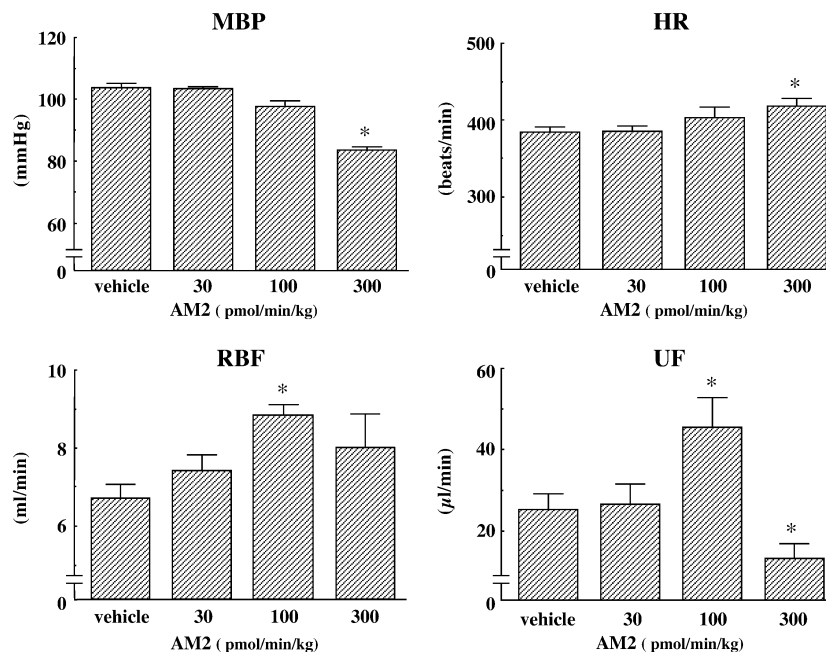 MBP
120
100
80
60
0
(mmHg)
*
vehicle 30 100 300
AM2 ( pmol/min/kg)
HR
500
400
300
0
(beats/min)
*
vehicle 30 100 300
AM2 ( pmol/min/kg)
RBF
10
8
6
0
(ml/min)
*
vehicle 30 100 300
AM2 ( pmol/min/kg)
UF
60
40
20
0
(µl/min)
*
*
vehicle 30 100 300
AM2 ( pmol/min/kg)